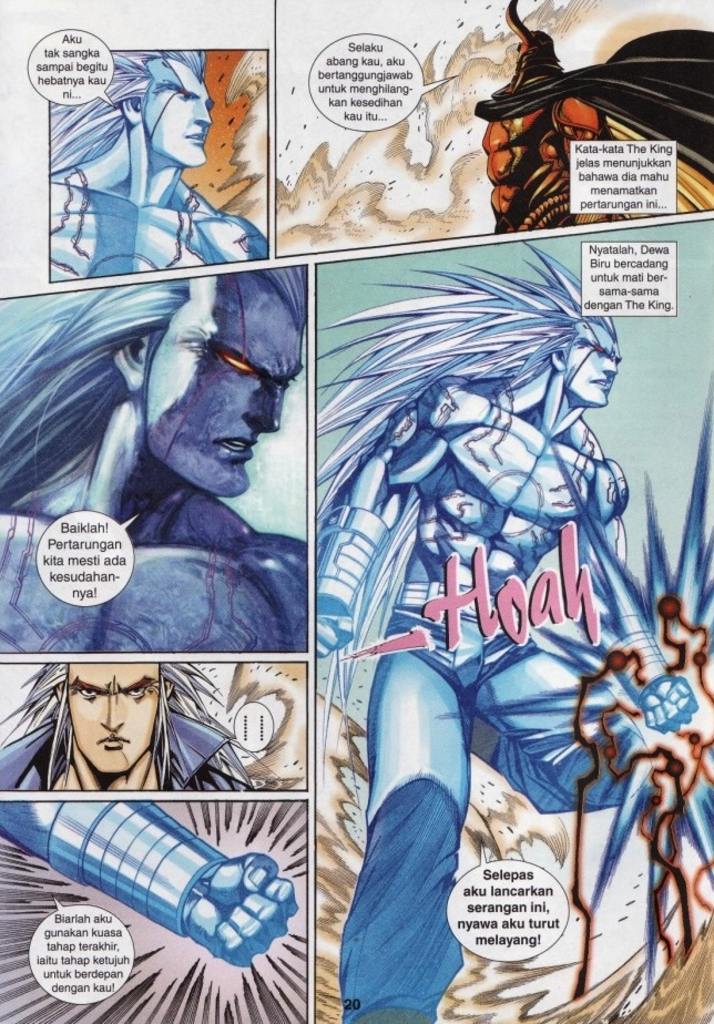 Aku
tak sangka
sampai begitu
hebatnya kau
ni...
Selaku
abang kau, aku
bertanggungjawab
untuk menghilang-
kan kesedihan
kau itu...
Kata-kata The King
jelas menunjukkan
bahawa dia mahu
menamatkan
pertarungan ini...
Nyatalah, Dewa
Biru bercadang
untuk mati ber-
sama-sama
dengan The King.
Baiklah!
Pertarungan
kita mesti ada
kesudahan-
nya!
Hoah
Biarlah aku
gunakan kuasa
tahap terakhir,
iaitu tahap ketujuh
untuk berdepan
dengan kau!
Selepas
aku lancarkan
serangan ini,
nyawa aku turut
melayang!
20